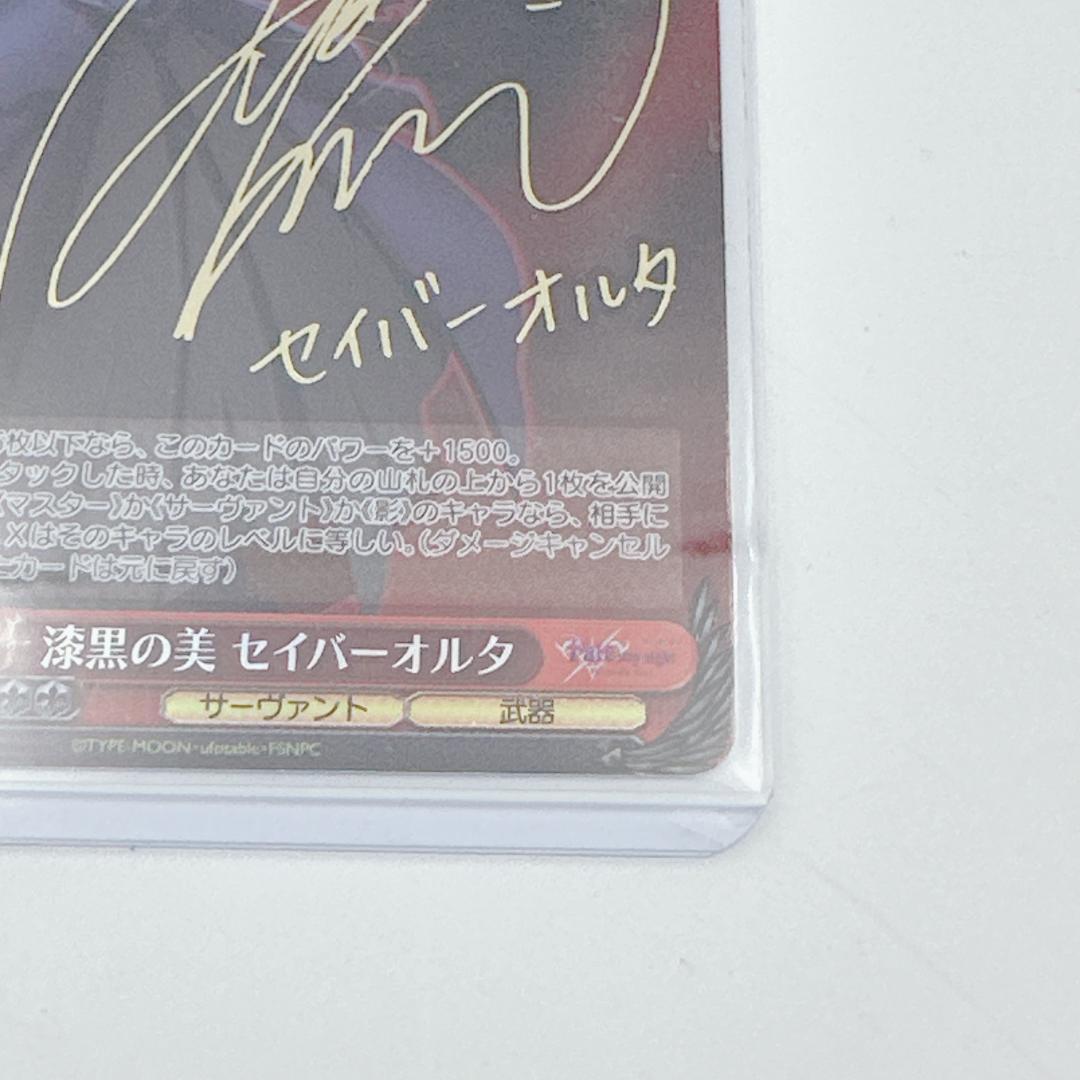 セイバーオルタ
5枚以下なら、このカードのパワーを+1500。
タックした時、あなたは自分の山札の上から1枚を公開
《マスター》か《サーヴァント》か《影》のキャラなら、相手に
Xはそのキャラのレベルに等しい。(ダメージキャンセル
カードは元に戻す)
漆黒の美 セイバーオルタ
Fate stay night
サーヴァント 武器
©TYPE-MOON・ufotable・FSNPC